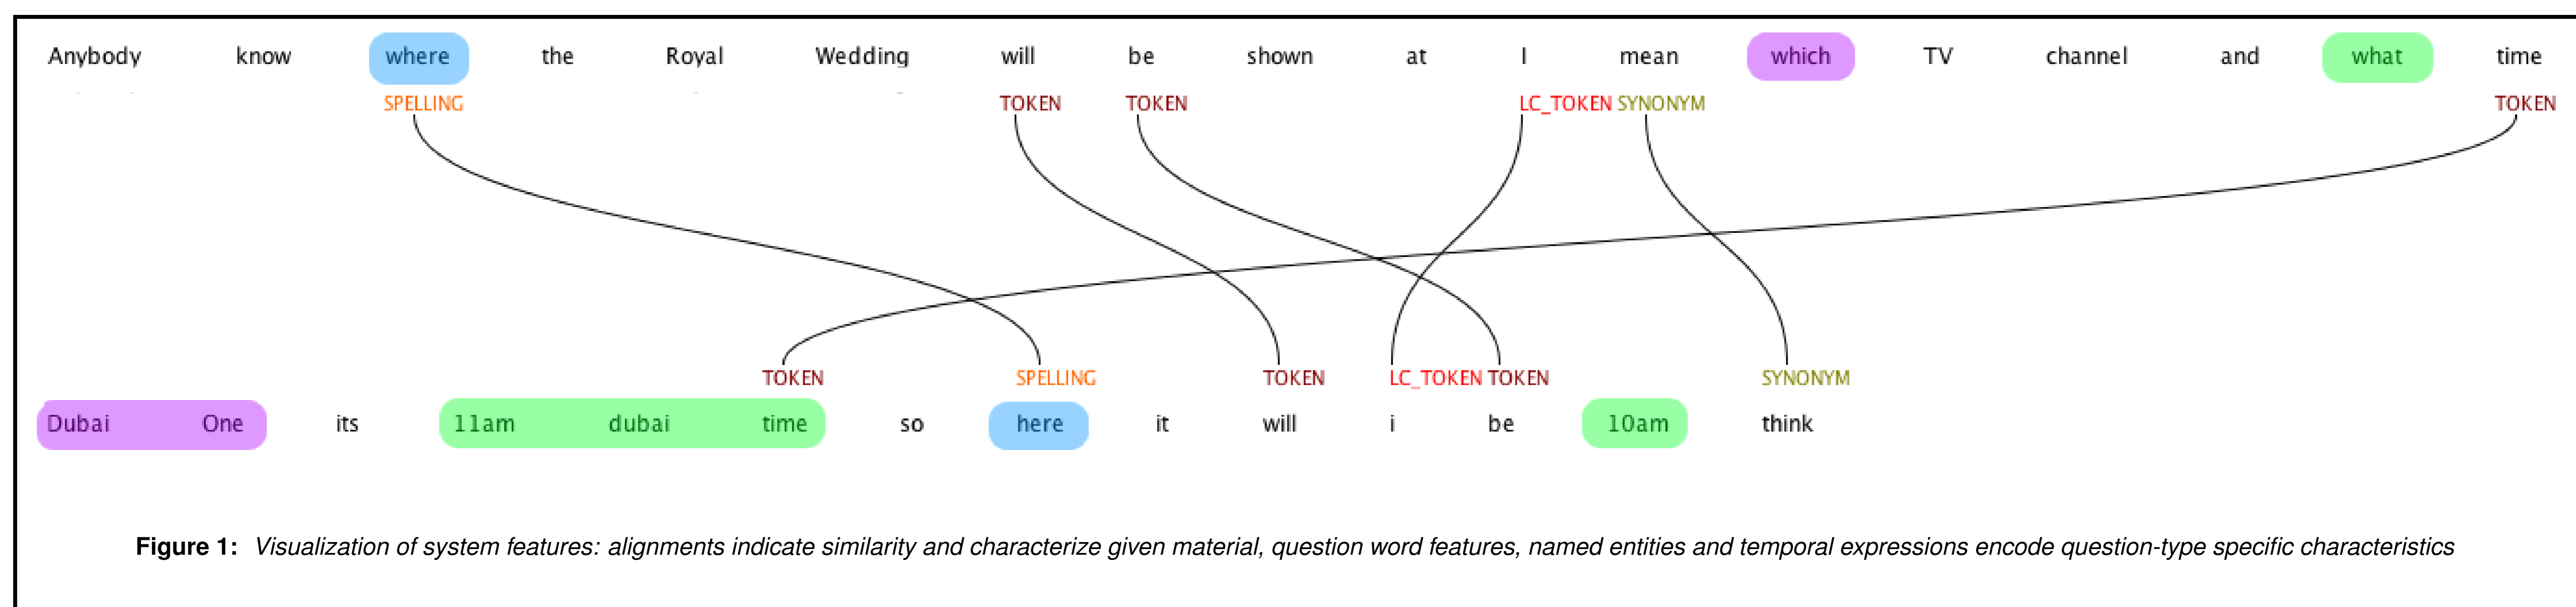 Anybody know where the Royal Wedding will be shown at I mean which TV channel and what time
SPELLING TOKEN TOKEN LC_TOKEN SYNONYM TOKEN
TOKEN SPELLING TOKEN LC_TOKEN TOKEN SYNONYM
Dubai One its 11am dubai time so here it will i be 10am think
Figure 1: Visualization of system features: alignments indicate similarity and characterize given material, question word features, named entities and temporal expressions encode question-type specific characteristics